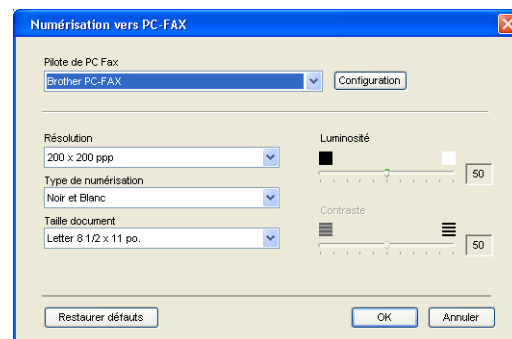 Numérisation vers PC-FAX
Pilote de PC Fax
Brother PC-FAX
Configuration
Résolution
200 x 200 ppp
Type de numérisation
Noir et Blanc
Taille document
Letter 8 1/2 x 11 po.
Luminosité
50
Contraste
50
Restaurer défauts
OK
Annuler